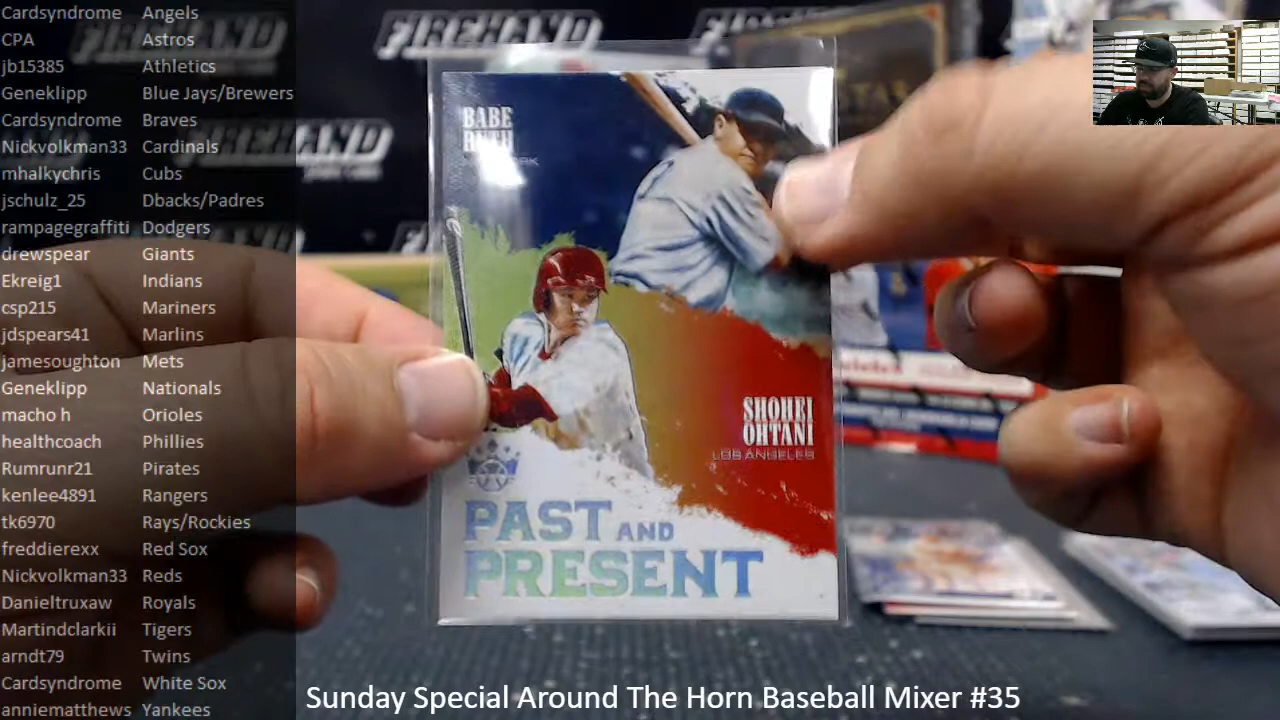 Cardsyndrome Angels
CPA Astros
jb15385 Athletics
Geneklipp Blue Jays/Brewers
Cardsyndrome Braves
Nickvolkman33 Cardinals
mhalkychris Cubs
jschulz_25 Dbacks/Padres
rampagegraffiti Dodgers
drewspear Giants
Ekreig1 Indians
csp215 Mariners
jdspears41 Marlins
jamesoughton Mets
Geneklipp Nationals
macho h Orioles
healthcoach Phillies
Rumrunr21 Pirates
kenlee4891 Rangers
tk6970 Rays/Rockies
freddierexx Red Sox
Nickvolkman33 Reds
Danieltruxaw Royals
Martindclarkii Tigers
arndt79 Twins
Cardsyndrome White Sox
anniematthews Yankees
FIREHAND
FIREHAND
FIREHAND
BABE
RUTH
SHOHEI
OHTANI
LOS ANGELES
PAST AND
PRESENT
Sunday Special Around The Horn Baseball Mixer #35